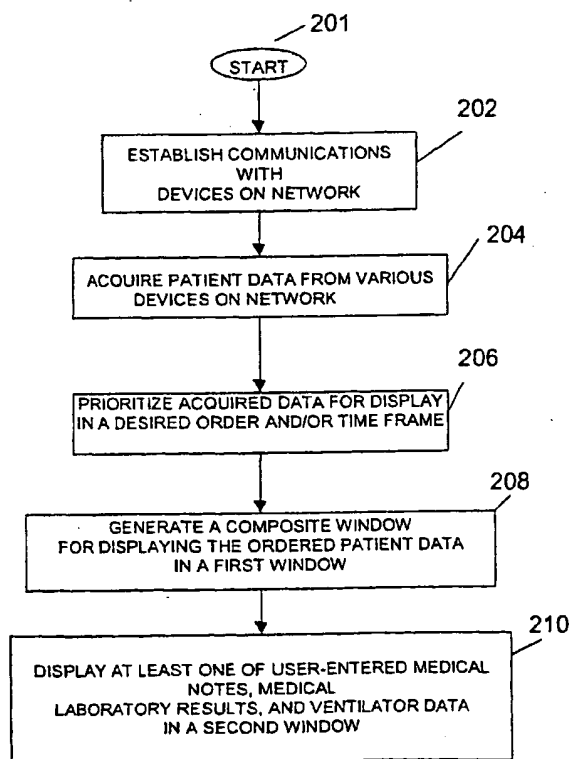 201
START
202
ESTABLISH COMMUNICATIONS
WITH
DEVICES ON NETWORK
204
ACQUIRE PATIENT DATA FROM VARIOUS
DEVICES ON NETWORK
206
PRIORITIZE ACQUIRED DATA FOR DISPLAY
IN A DESIRED ORDER AND/OR TIME FRAME
208
GENERATE A COMPOSITE WINDOW
FOR DISPLAYING THE ORDERED PATIENT DATA
IN A FIRST WINDOW
210
DISPLAY AT LEAST ONE OF USER-ENTERED MEDICAL
NOTES, MEDICAL
LABORATORY RESULTS, AND VENTILATOR DATA
IN A SECOND WINDOW